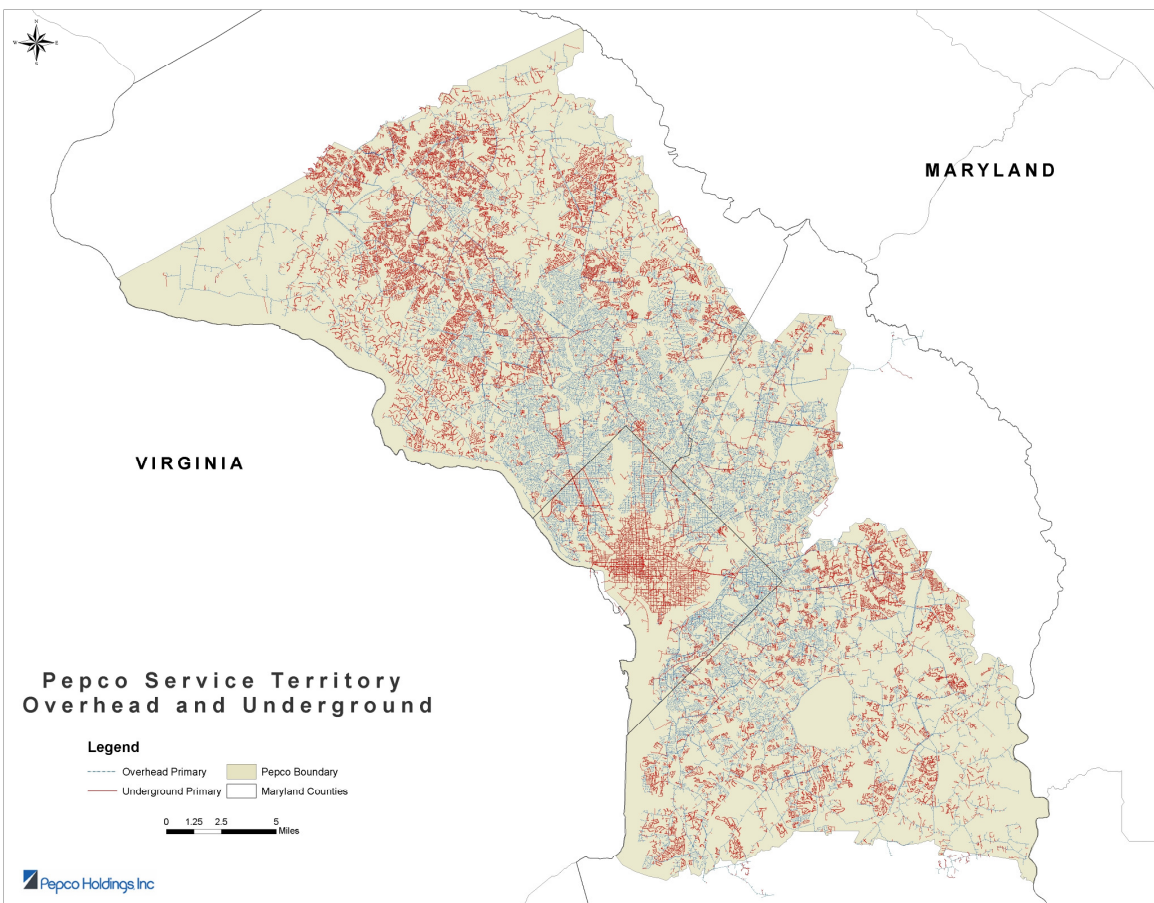 N
W
E
S
MARYLAND
VIRGINIA
Pepco Service Territory
Overhead and Underground
Legend
Overhead Primary
Pepco Boundary
Underground Primary
Maryland Counties
0 1.25 2.5 5
Miles
Pepco Holdings, Inc